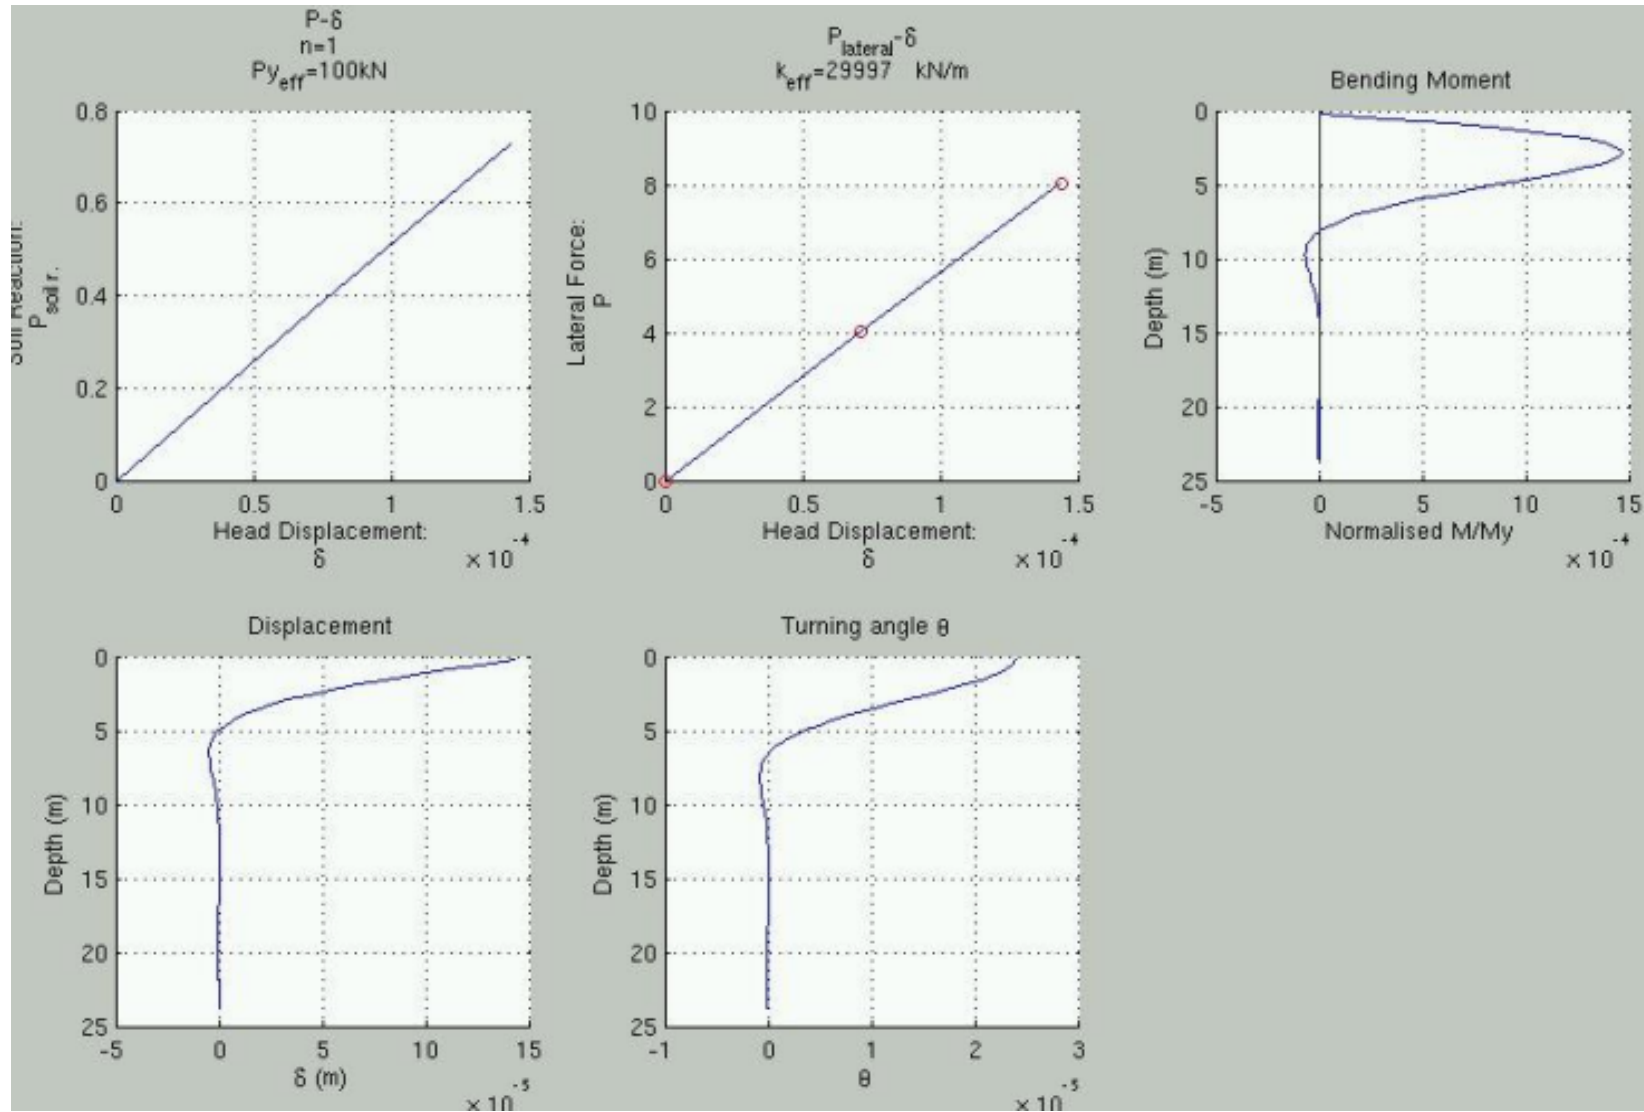 P-δ
n=1
Py_eff=100kN
0.8
0.6
0.4
0.2
0
0 0.5 1 1.5
Soil Reaction:
P_soil r.
Head Displacement:
δ
×10^-4
P_lateral-δ
k_eff=29997 kN/m
10
8
6
4
2
0
0 0.5 1 1.5
Lateral Force:
P
Head Displacement:
δ
×10^-4
Bending Moment
0
5
10
15
20
25
-5 0 5 10 15
Depth (m)
Normalised M/My
×10^-4
Displacement
0
5
10
15
20
25
-5 0 5 10 15
Depth (m)
δ (m)
×10^-5
Turning angle θ
0
5
10
15
20
25
-1 0 1 2 3
Depth (m)
θ
×10^-5